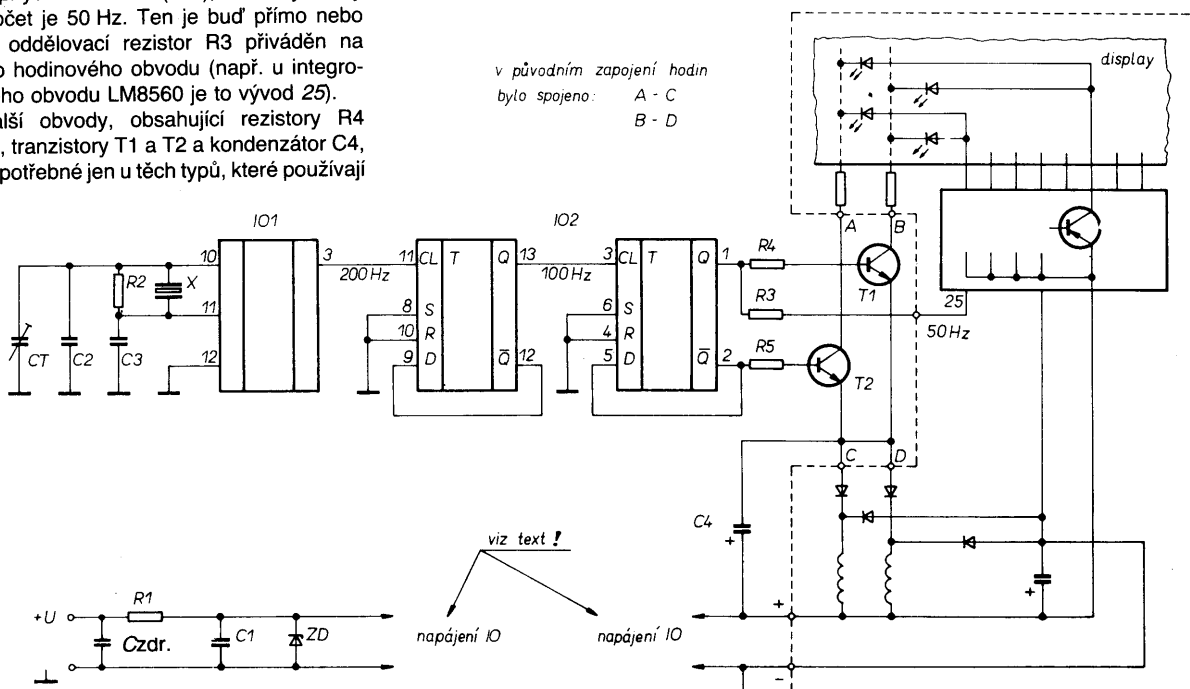 počet je 50 Hz. Ten je buď přímo nebo
oddělovací rezistor R3 přiváděn na
hodinového obvodu (např. u integro-
ho obvodu LM8560 je to vývod 25).
alší obvody, obsahující rezistory R4
, tranzistory T1 a T2 a kondenzátor C4,
potřebné jen u těch typů, které používají
v původním zapojení hodin
bylo spojeno: A - C
B - D
display
IO1
IO2
A
B
10
3
200 Hz
11
CL
T
Q
13
100 Hz
3
CL
T
Q
1
R4
T1
R2
X
11
8
S
6
S
R3
25
50 Hz
CT
C2
C3
12
10
R
4
R
9
D
Q
12
5
D
Q
2
R5
T2
C
D
C4
+
viz text !
+
+U
R1
Czdr.
C1
ZD
napájení IO
napájení IO
+
-